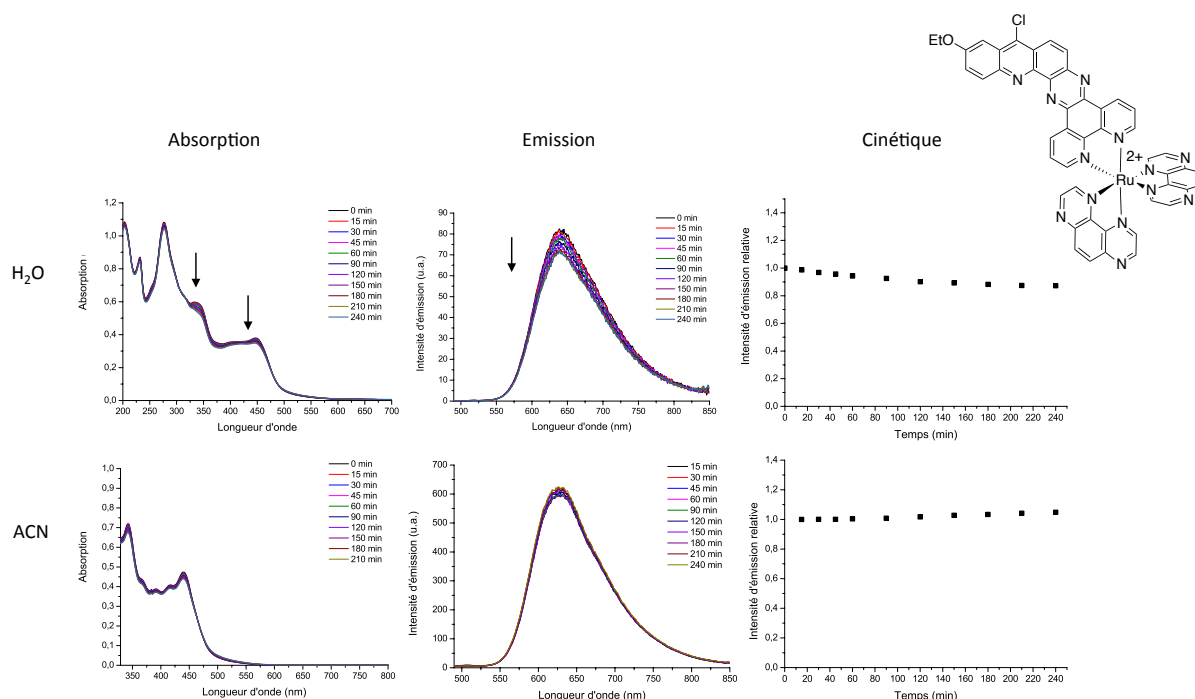 Cl
EtO
N
N
N
N
N
2+
Ru
N
N
N
N
N
N
N
N
Absorption
Emission
Cinétique
H2O
Absorption
1,2
1,0
0,8
0,6
0,4
0,2
0,0
200 250 300 350 400 450 500 550 600 650 700
Longueur d'onde
0 min
15 min
30 min
45 min
60 min
90 min
120 min
150 min
180 min
210 min
240 min
Intensité d'émission (u.a.)
90
80
70
60
50
40
30
20
10
0
500 550 600 650 700 750 800 850
Longueur d'onde (nm)
0 min
15 min
30 min
45 min
60 min
90 min
120 min
150 min
180 min
210 min
240 min
Intensité d'émission relative
1,4
1,2
1,0
0,8
0,6
0,4
0,2
0,0
0 20 40 60 80 100 120 140 160 180 200 220 240
Temps (min)
ACN
Absorption
1,0
0,9
0,8
0,7
0,6
0,5
0,4
0,3
0,2
0,1
0,0
350 400 450 500 550 600 650 700 750 800
Longueur d'onde (nm)
0 min
15 min
30 min
45 min
60 min
90 min
120 min
150 min
180 min
210 min
Intensité d'émission (u.a.)
700
600
500
400
300
200
100
0
500 550 600 650 700 750 800 850
Longueur d'onde (nm)
15 min
30 min
45 min
60 min
90 min
120 min
150 min
180 min
210 min
240 min
Intensité d'émission relative
1,4
1,2
1,0
0,8
0,6
0,4
0,2
0,0
0 20 40 60 80 100 120 140 160 180 200 220 240
Temps (min)